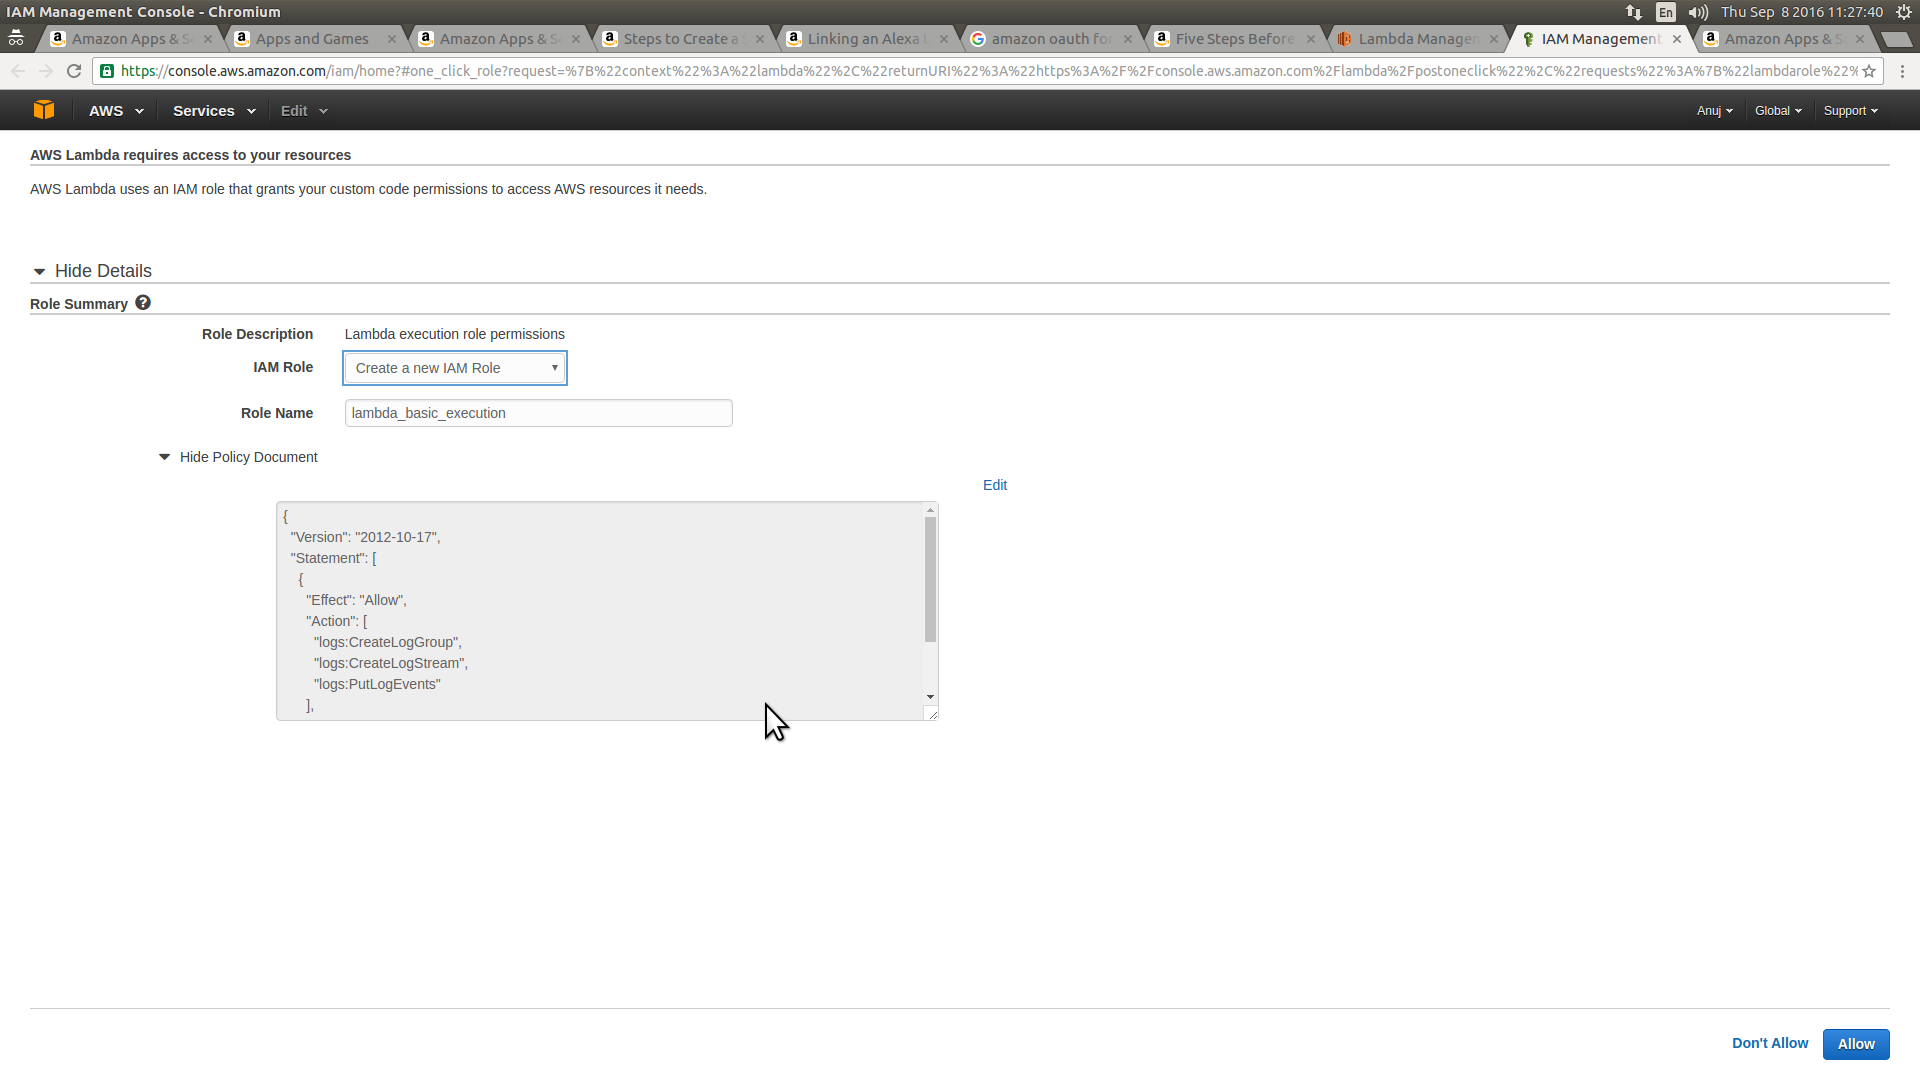 IAM Management Console - Chromium
En
Thu Sep 8 2016 11:27:40
Amazon Apps & S
Apps and Games
Amazon Apps & S
Steps to Create a
Linking an Alexa
amazon oauth fo
Five Steps Before
Lambda Manage
IAM Management
Amazon Apps & S
https://console.aws.amazon.com/iam/home?#one_click_role?request=%7B%22context%22%3A%22lambda%22%2C%22returnURI%22%3A%22https%3A%2F%2Fconsole.aws.amazon.com%2Flambda%2Fpostoneclick%22%2C%22requests%22%3A%7B%22lambdarole%22%
AWS
Services
Edit
Anuj
Global
Support
AWS Lambda requires access to your resources
AWS Lambda uses an IAM role that grants your custom code permissions to access AWS resources it needs.
Hide Details
Role Summary ?
Role Description Lambda execution role permissions
IAM Role Create a new IAM Role
Role Name lambda_basic_execution
Hide Policy Document
Edit
{
"Version": "2012-10-17",
"Statement": [
{
"Effect": "Allow",
"Action": [
"logs:CreateLogGroup",
"logs:CreateLogStream",
"logs:PutLogEvents"
],
Don't Allow
Allow